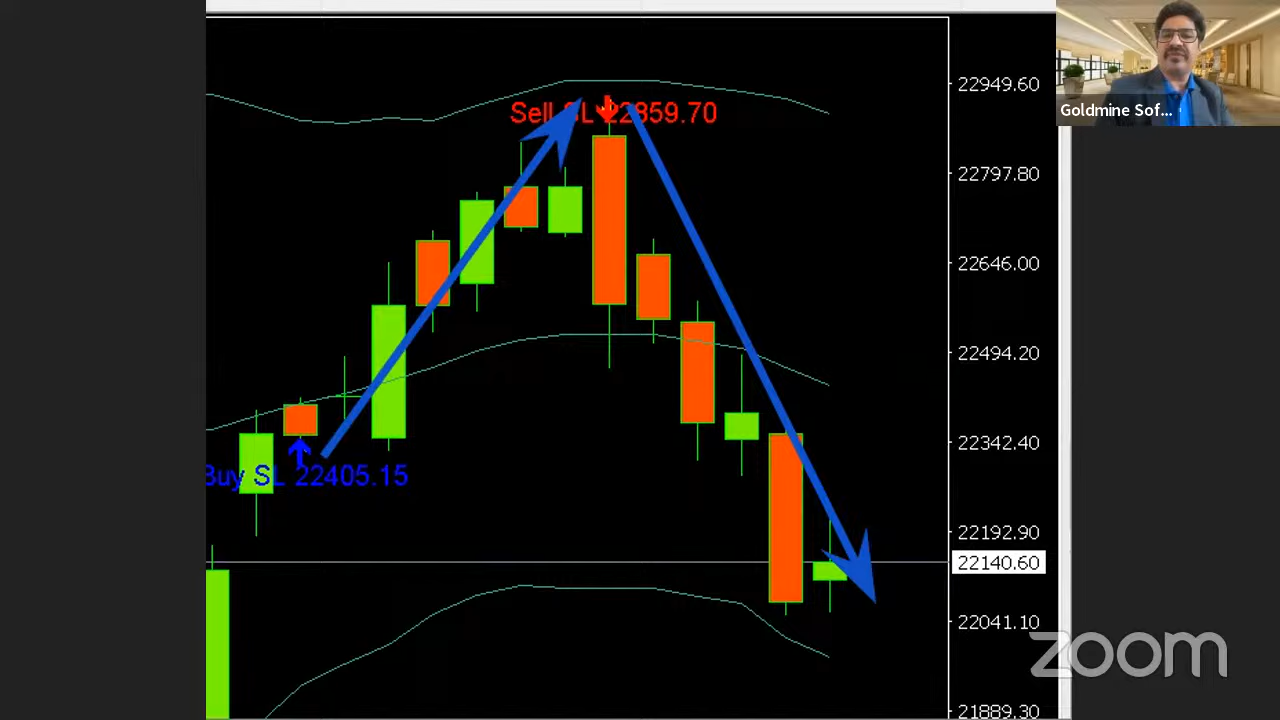 Goldmine Sof...
22949.60
Sell SL 22859.70
22797.80
22646.00
22494.20
22342.40
Buy SL 22405.15
22192.90
22140.60
22041.10
zoom
21889.30